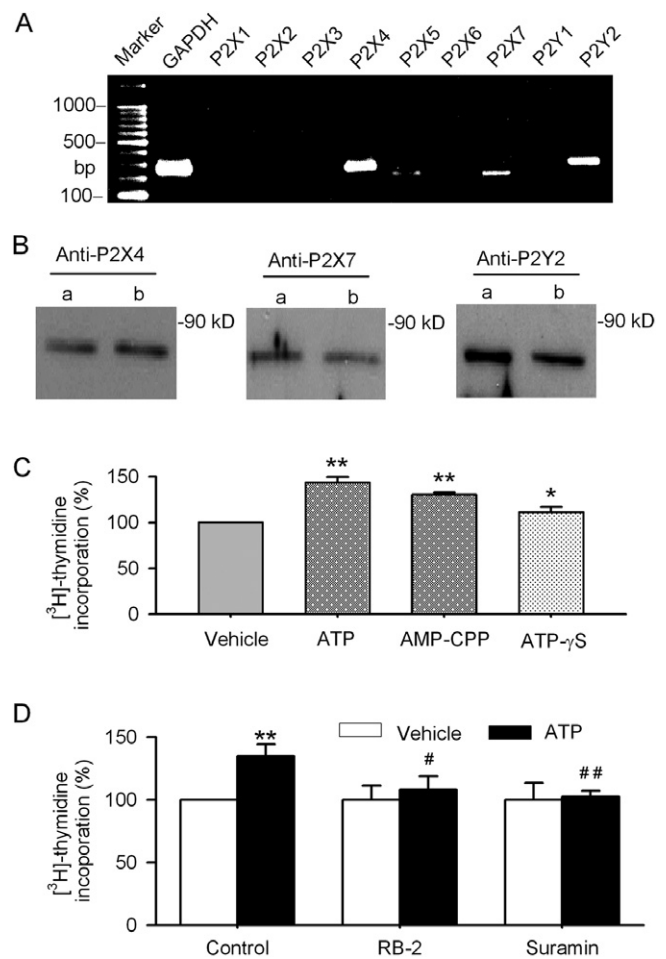 A
Marker GAPDH P2X1 P2X2 P2X3 P2X4 P2X5 P2X6 P2X7 P2Y1 P2Y2
1000–
500–
bp
100–
B
Anti-P2X4 Anti-P2X7 Anti-P2Y2
a b a b a b
-90 kD -90 kD -90 kD
C
[³H]-thymidine
incorporation (%)
150
100
50
0
** ** *
Vehicle ATP AMP-CPP ATP-γS
D
[³H]-thymidine
incoporation (%)
150
100
50
0
Vehicle ATP
** # ##
Control RB-2 Suramin